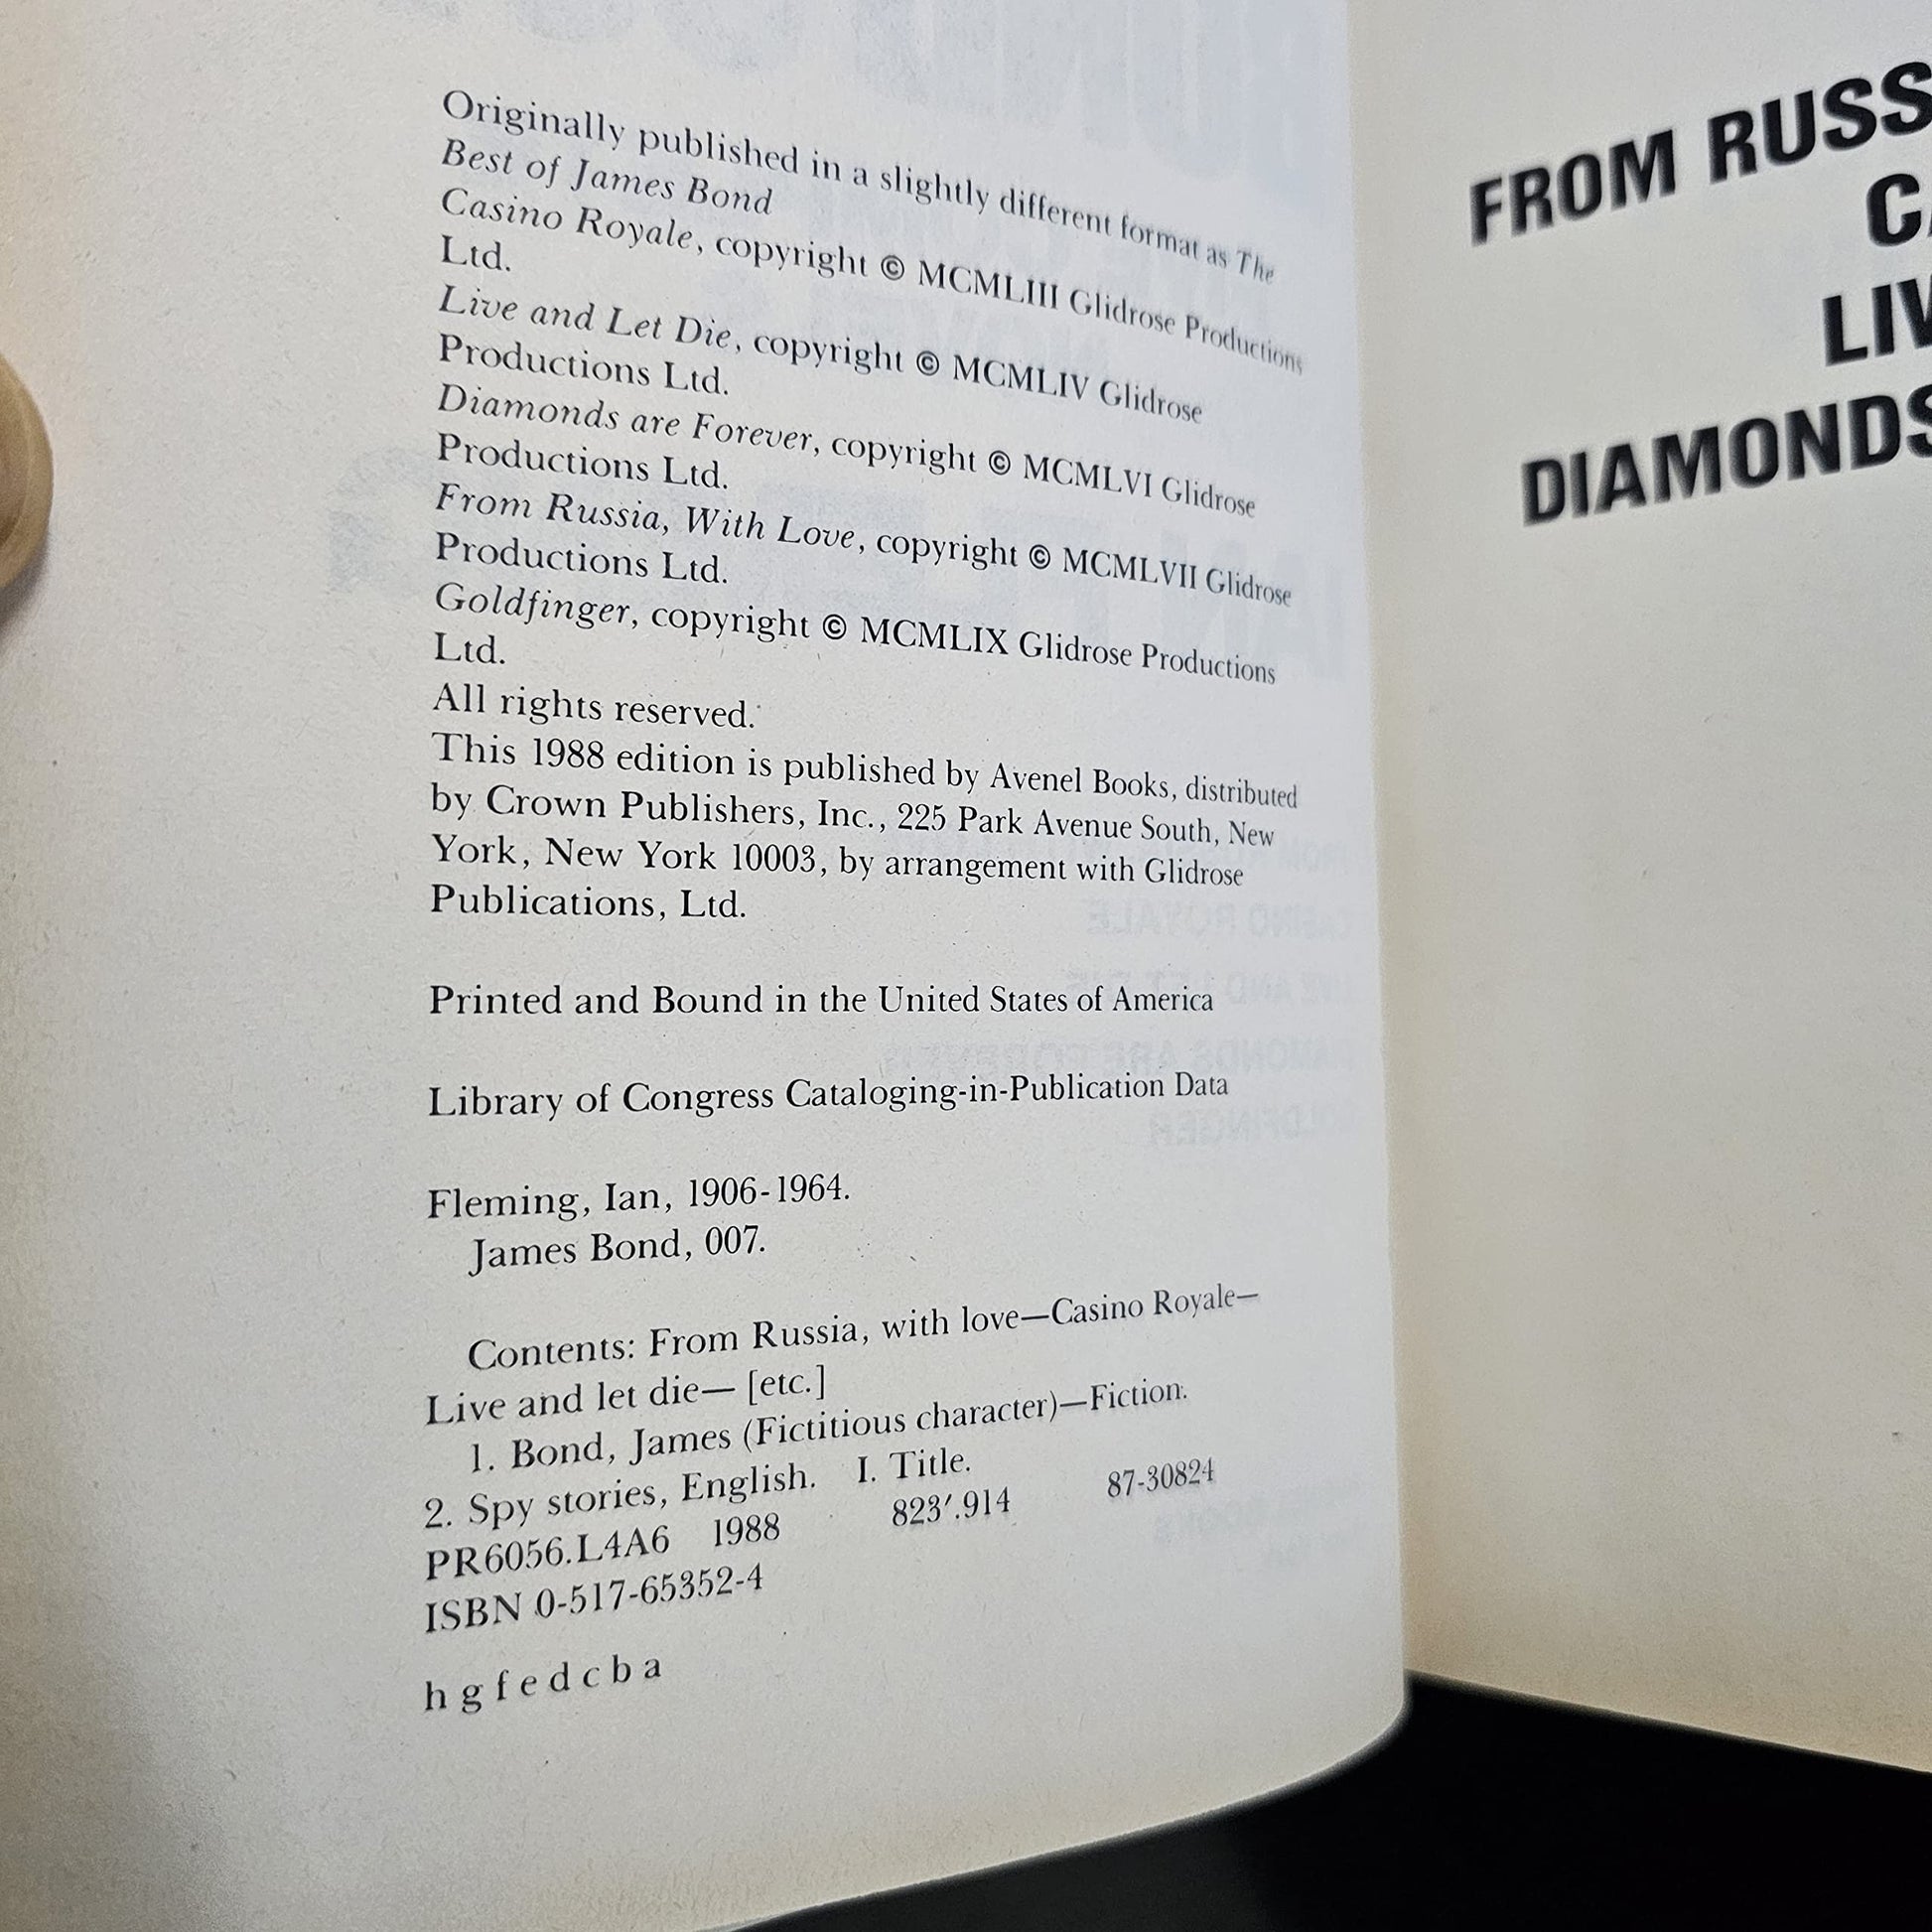 Originally published in a slightly different format as The
Best of James Bond
Casino Royale, copyright © MCMLIII Glidrose Productions
Ltd.
Live and Let Die, copyright © MCMLIV Glidrose
Productions Ltd.
Diamonds are Forever, copyright © MCMLVI Glidrose
Productions Ltd.
From Russia, With Love, copyright © MCMLVII Glidrose
Productions Ltd.
Goldfinger, copyright © MCMLIX Glidrose Productions
Ltd.
All rights reserved.
This 1988 edition is published by Avenel Books, distributed
by Crown Publishers, Inc., 225 Park Avenue South, New
York, New York 10003, by arrangement with Glidrose
Publications, Ltd.
Printed and Bound in the United States of America
Library of Congress Cataloging-in-Publication Data
Fleming, Ian, 1906-1964.
James Bond, 007.
Contents: From Russia, with love—Casino Royale—
Live and let die— [etc.]
1. Bond, James (Fictitious character)—Fiction.
2. Spy stories, English. I. Title.
PR6056.L4A6 1988 823′.914 87-30824
ISBN 0-517-65352-4
h g f e d c b a
FROM RUSS
CA
LIV
DIAMONDS